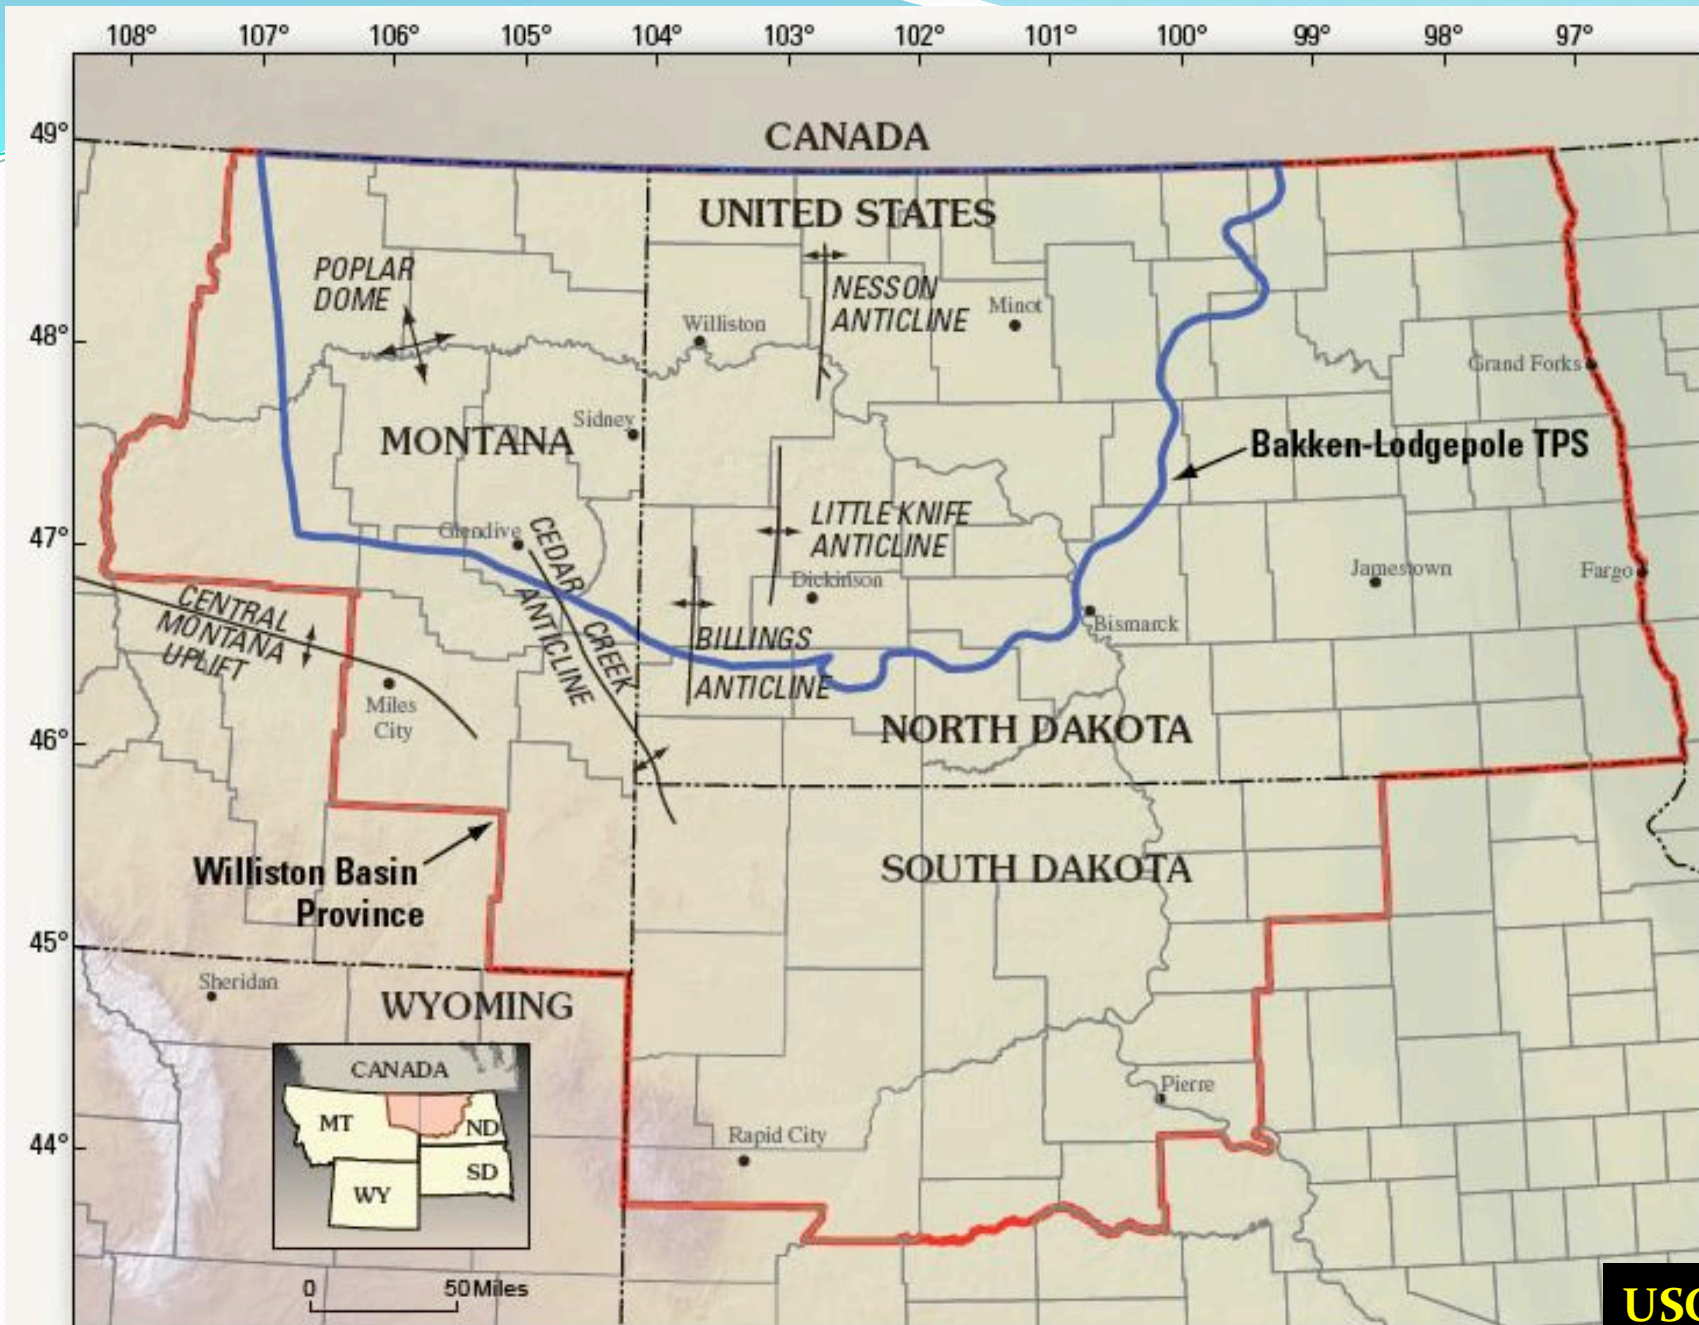 108° 107° 106° 105° 104° 103° 102° 101° 100° 99° 98° 97°
49°
48°
47°
46°
45°
44°
CANADA
UNITED STATES
POPLAR
DOME
NESSON
ANTICLINE
Minot
Williston
Grand Forks
Sidney
MONTANA
Bakken-Lodgepole TPS
LITTLE KNIFE
ANTICLINE
Glendive
CEDAR CREEK
ANTICLINE
Dickinson
Jamestown
Fargo
CENTRAL
MONTANA
UPLIFT
BILLINGS
ANTICLINE
Bismarck
Miles
City
NORTH DAKOTA
Williston Basin
Province
SOUTH DAKOTA
Sheridan
WYOMING
CANADA
MT
ND
SD
WY
Pierre
Rapid City
0 50 Miles